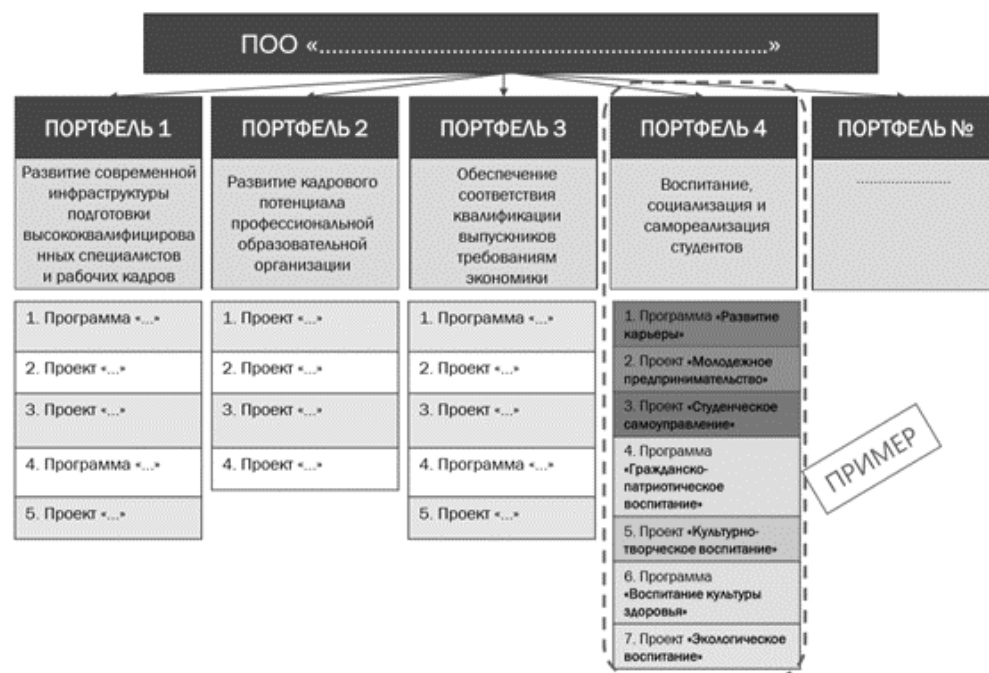 ПОО «....................................................................»
ПОРТФЕЛЬ 1
Развитие современной
инфраструктуры
подготовки
высококвалифицирова
нных специалистов
и рабочих кадров
1. Программа «...»
2. Проект «...»
3. Проект «...»
4. Программа «...»
5. Проект «...»
ПОРТФЕЛЬ 2
Развитие кадрового
потенциала
профессиональной
образовательной
организации
1. Проект «...»
2. Проект «...»
3. Проект «...»
4. Проект «...»
ПОРТФЕЛЬ 3
Обеспечение
соответствия
квалификации
выпускников
требованиям
экономики
1. Программа «...»
2. Проект «...»
3. Проект «...»
4. Программа «...»
5. Проект «...»
ПОРТФЕЛЬ 4
Воспитание,
социализация и
самореализация
студентов
1. Программа «Развитие
карьеры»
2. Проект «Молодежное
предпринимательство»
3. Проект «Студенческое
самоуправление»
4. Программа
«Гражданско-
патриотическое
воспитание»
5. Проект «Культурно-
творческое воспитание»
6. Программа
«Воспитание культуры
здоровья»
7. Проект «Экологическое
воспитание»
ПОРТФЕЛЬ №
.......................
ПРИМЕР